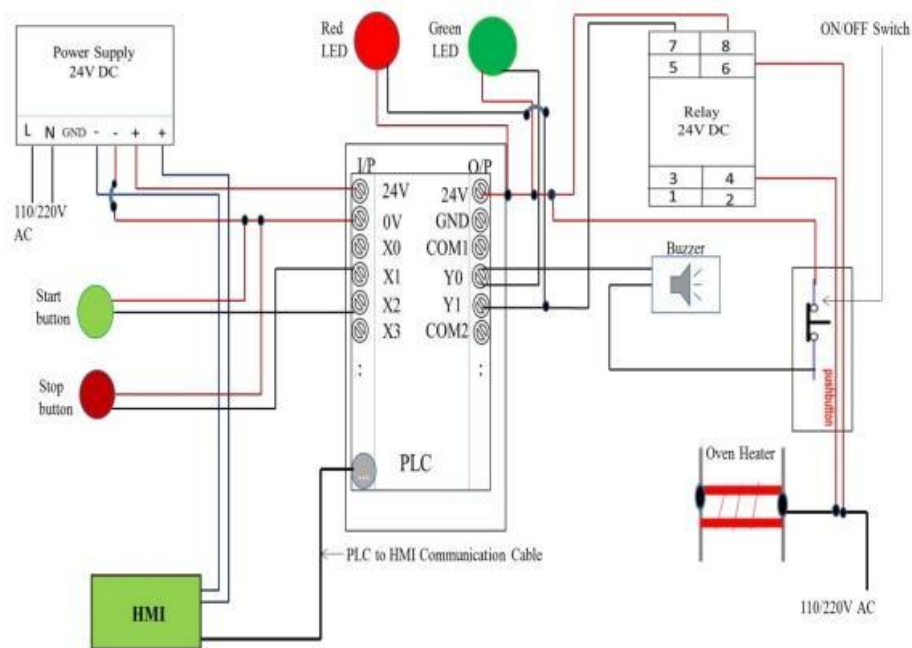 Power Supply
24V DC
L N GND - - + +
110/220V
AC
Red
LED
Green
LED
ON/OFF Switch
7 8
5 6
Relay
24V DC
3 4
1 2
I/P O/P
24V 24V
0V GND
X0 COM1
X1 Y0
X2 Y1
X3 COM2
: :
PLC
...
Start
button
Stop
button
Buzzer
pushbutton
Oven Heater
PLC to HMI Communication Cable
HMI
110/220V AC